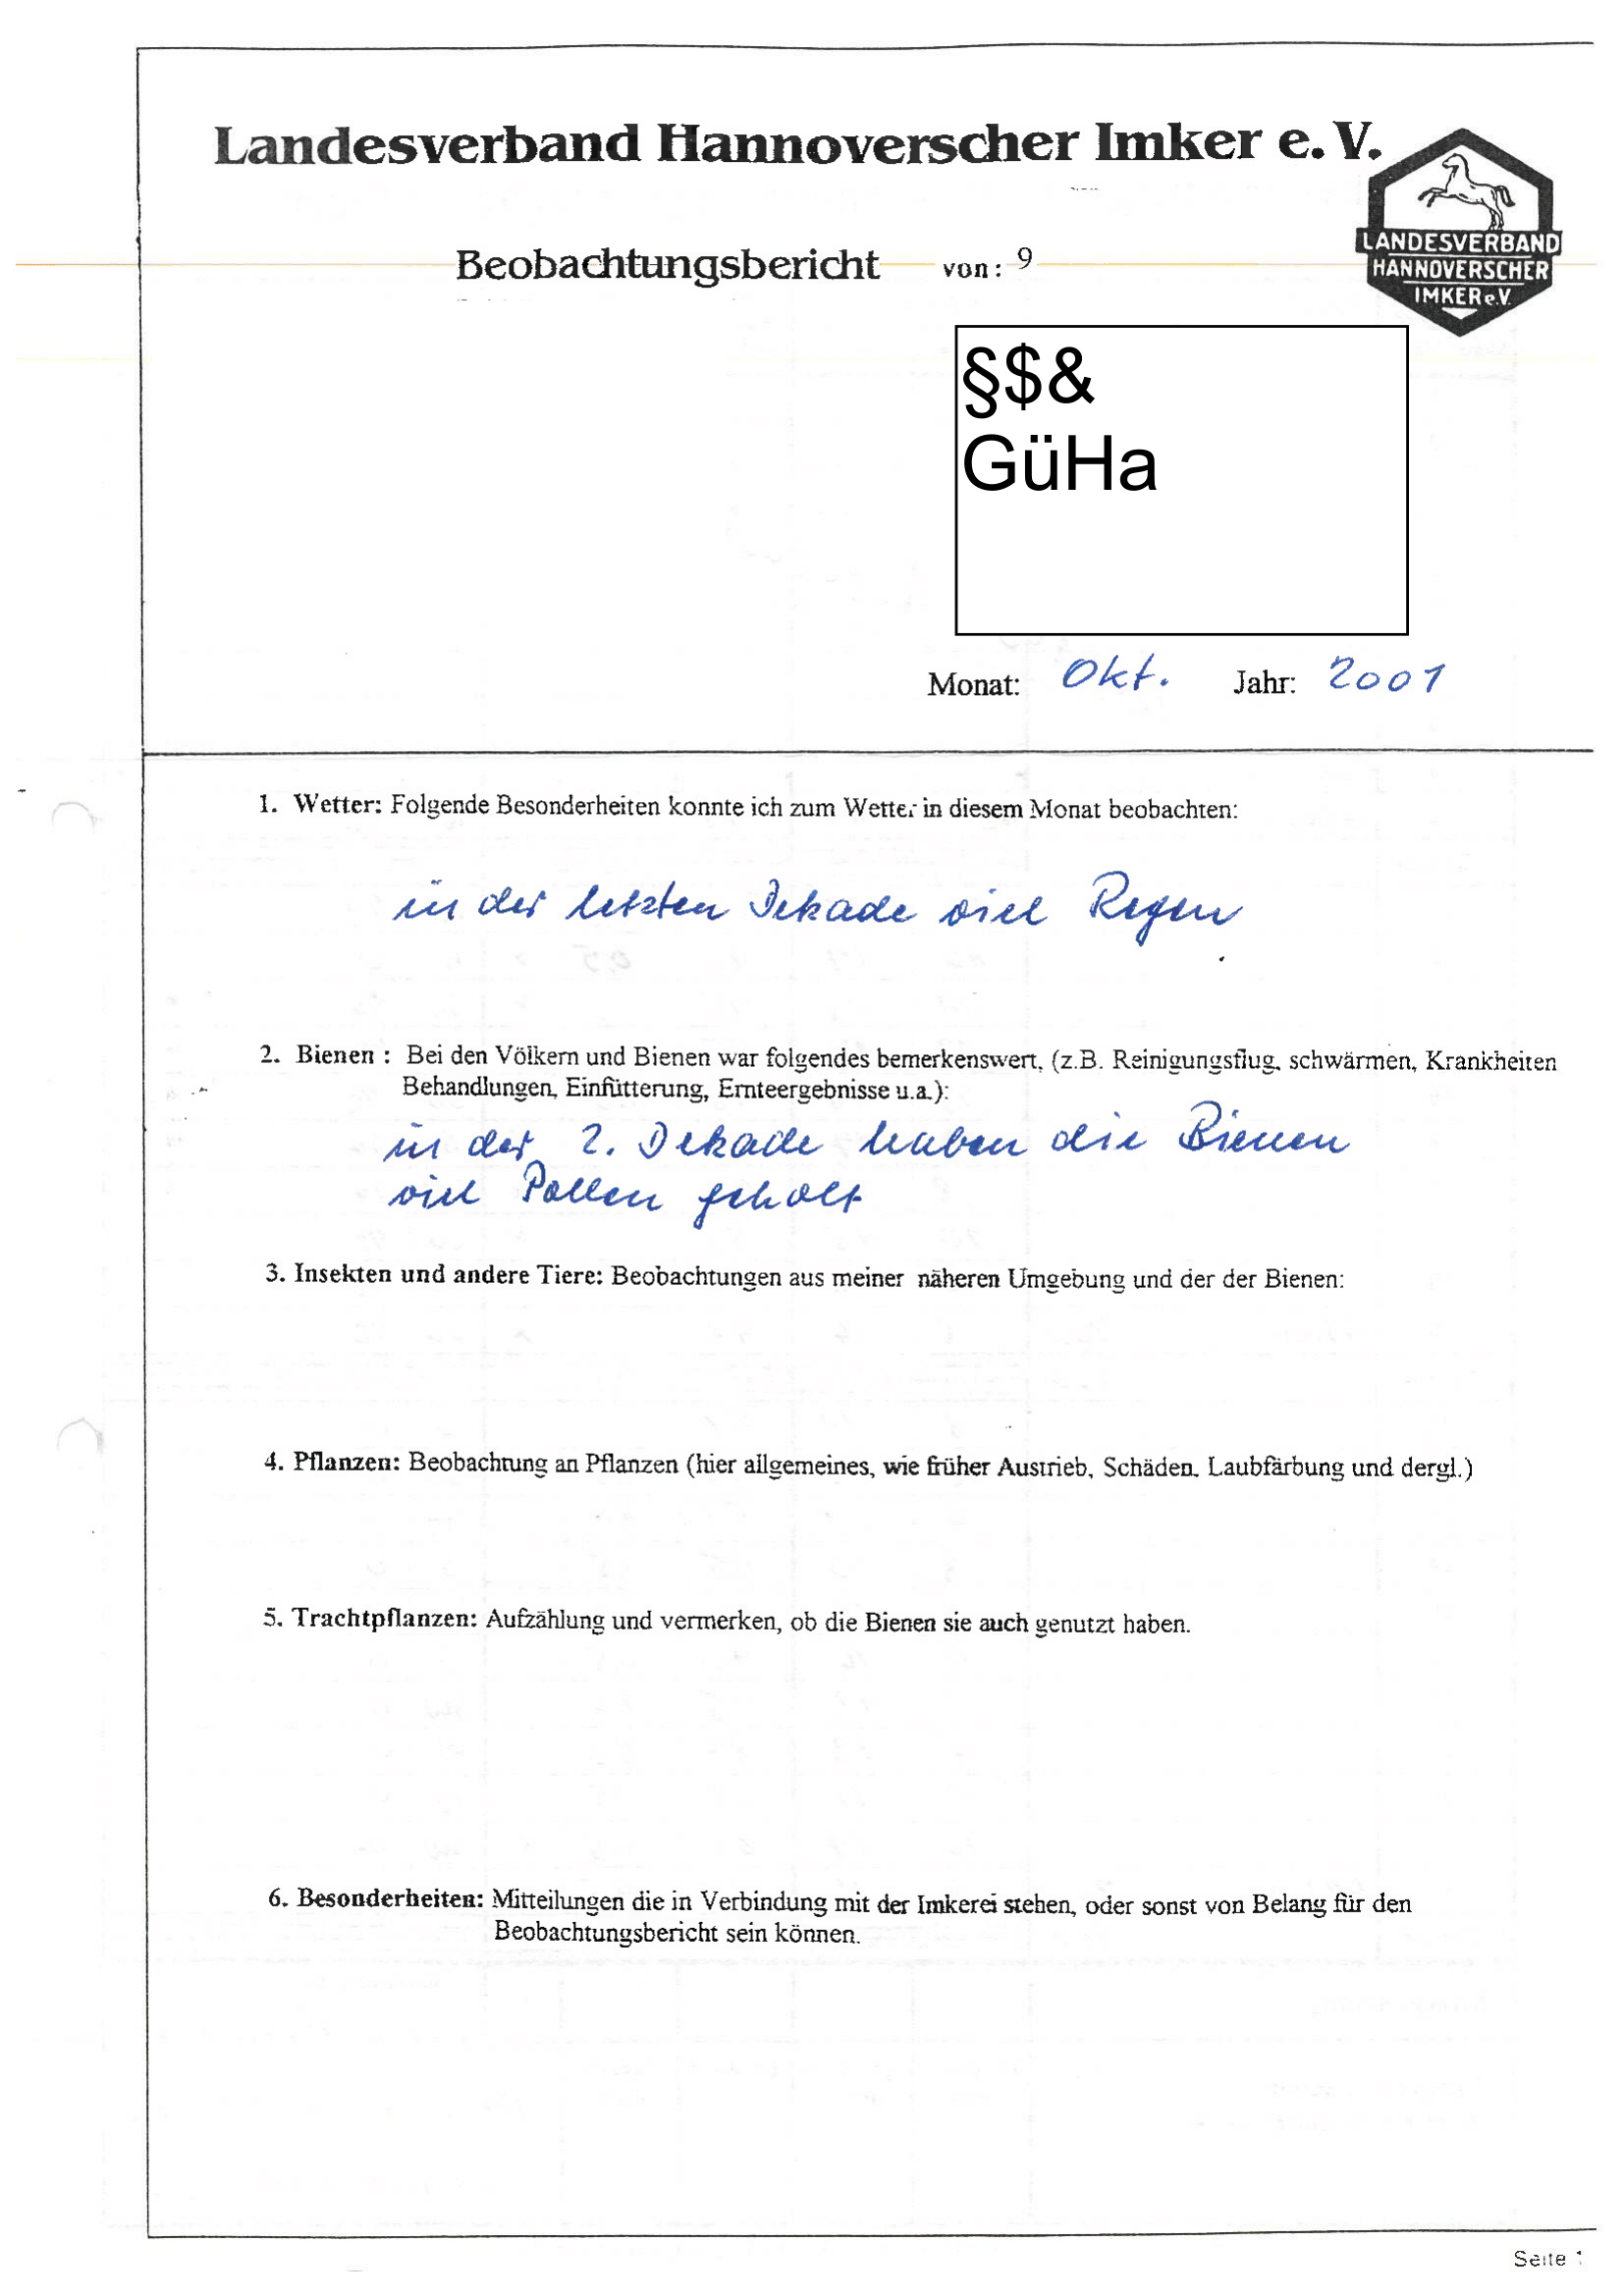 Landesverband Hannoverscher Imker e.V.
LANDESVERBAND
HANNOVERSCHER
IMKER e.V.
Beobachtungsbericht von: 9
§$&
GüHa
Monat: Okt. Jahr: 2001
1. Wetter: Folgende Besonderheiten konnte ich zum Wetter in diesem Monat beobachten:
in der letzten Dekade viel Regen
2. Bienen : Bei den Völkern und Bienen war folgendes bemerkenswert, (z.B. Reinigungsflug, schwärmen, Krankheiten
Behandlungen, Einfütterung, Ernteergebnisse u.a.):
in der 2. Dekade haben die Bienen
viel Pollen geholt
3. Insekten und andere Tiere: Beobachtungen aus meiner näheren Umgebung und der der Bienen:
4. Pflanzen: Beobachtung an Pflanzen (hier allgemeines, wie früher Austrieb, Schäden, Laubfärbung und dergl.)
5. Trachtpflanzen: Aufzählung und vermerken, ob die Bienen sie auch genutzt haben.
6. Besonderheiten: Mitteilungen die in Verbindung mit der Imkerei stehen, oder sonst von Belang für den
Beobachtungsbericht sein können.
Seite 1